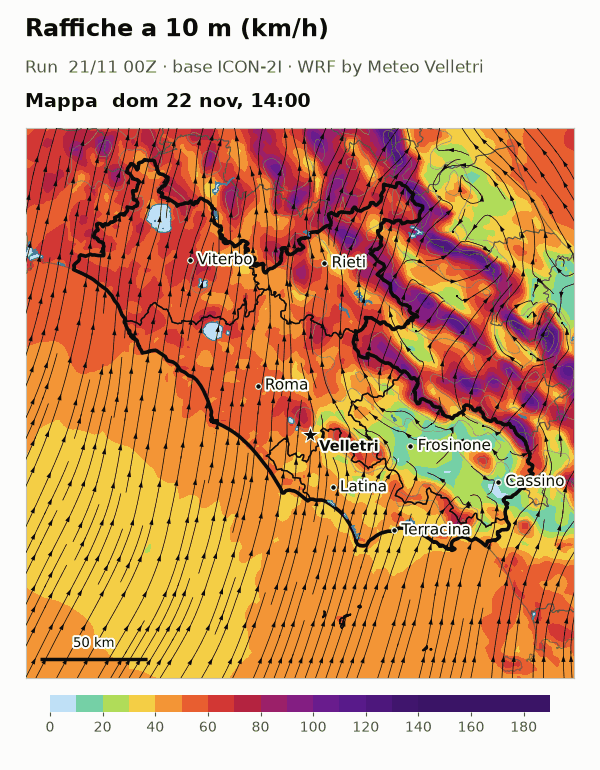 Raffiche a 10 m (km/h)
Run 21/11 00Z · base ICON-2I · WRF by Meteo Velletri
Mappa dom 22 nov, 14:00
Viterbo
Rieti
Roma
Velletri
Frosinone
Latina
Cassino
Terracina
50 km
0 20 40 60 80 100 120 140 160 180